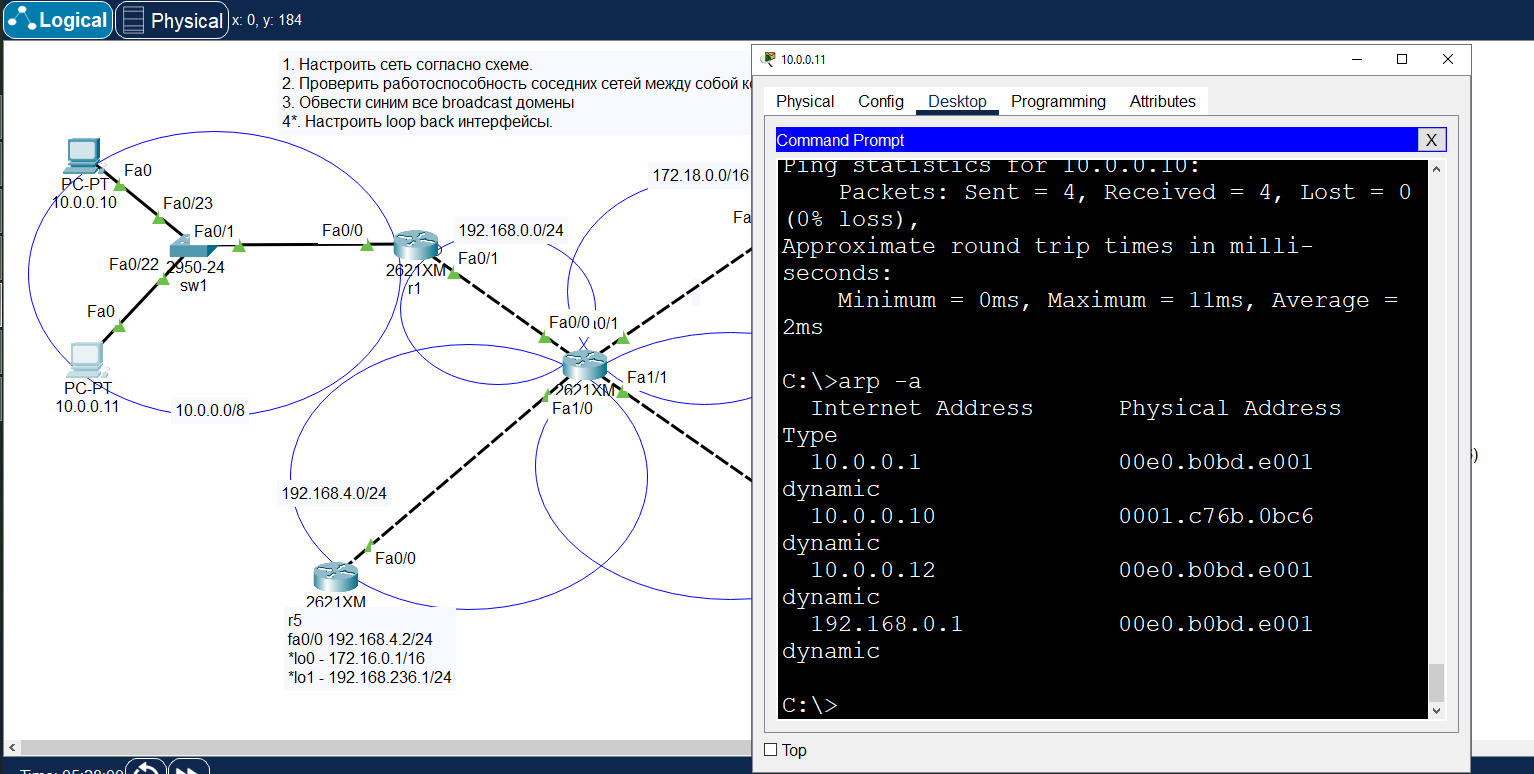 Logical
Physical
x: 0, y: 184
1. Настроить сеть согласно схеме.
2. Проверить работоспособность соседних сетей между собой
3. Обвести синим все broadcast домены
4*. Настроить loop back интерфейсы.
Fa0
PC-PT
10.0.0.10
Fa0/23
Fa0/1
Fa0/22
2950-24
sw1
Fa0
PC-PT
10.0.0.11
10.0.0.0/8
Fa0/0
2621XM
r1
192.168.0.0/24
Fa0/1
172.18.0.0/16
Fa0/0
2621XM
Fa1/1
Fa1/0
192.168.4.0/24
Fa0/0
2621XM
r5
fa0/0 192.168.4.2/24
*lo0 - 172.16.0.1/16
*lo1 - 192.168.236.1/24
10.0.0.11
Physical
Config
Desktop
Programming
Attributes
Command Prompt
X
Ping statistics for 10.0.0.10:
Packets: Sent = 4, Received = 4, Lost = 0
(0% loss),
Approximate round trip times in milli-
seconds:
Minimum = 0ms, Maximum = 11ms, Average =
2ms
C:\>arp -a
Internet Address Physical Address
Type
10.0.0.1 00e0.b0bd.e001
dynamic
10.0.0.10 0001.c76b.0bc6
dynamic
10.0.0.12 00e0.b0bd.e001
dynamic
192.168.0.1 00e0.b0bd.e001
dynamic
C:\>
Top